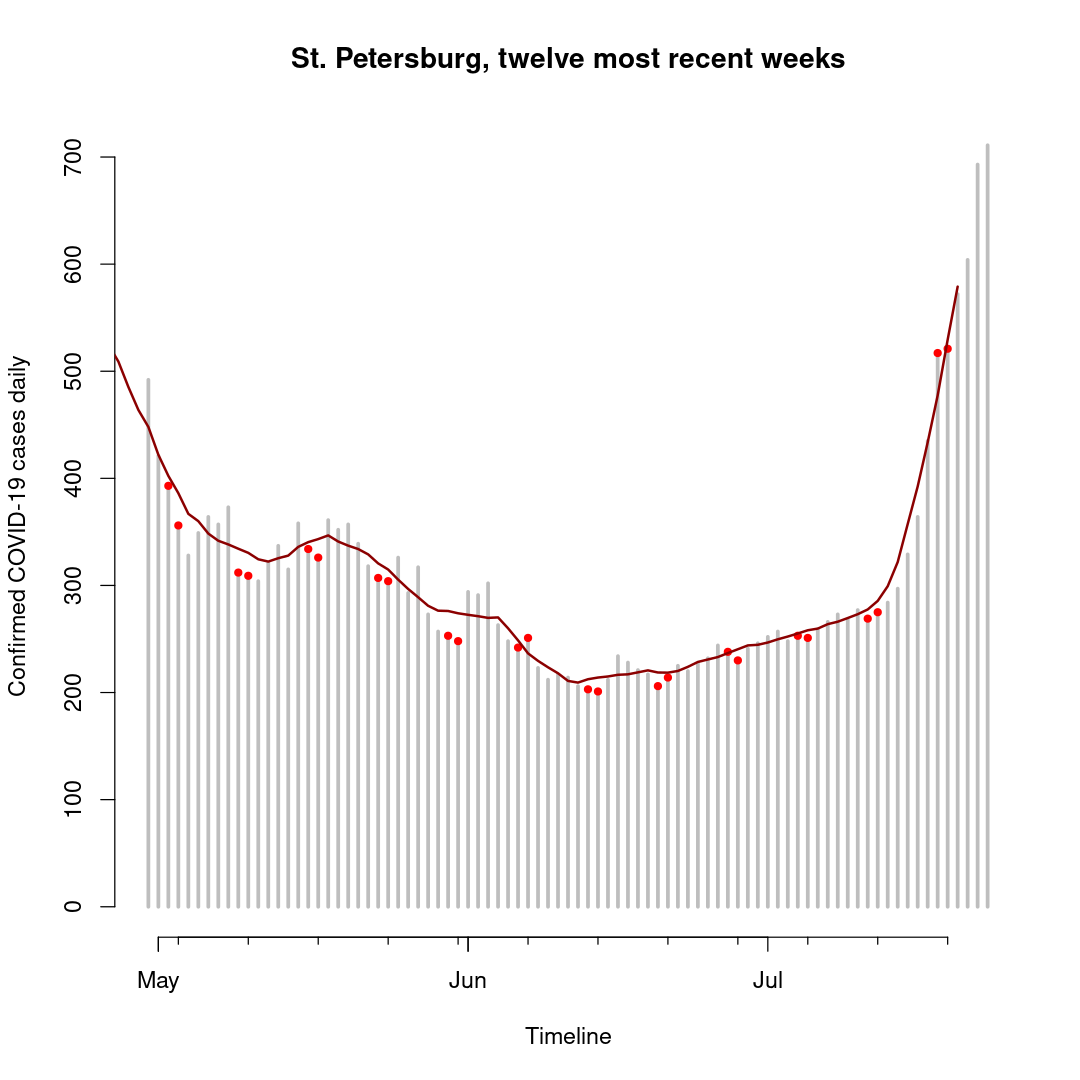 St. Petersburg, twelve most recent weeks
Confirmed COVID-19 cases daily
700
600
500
400
300
200
100
0
May Jun Jul
Timeline